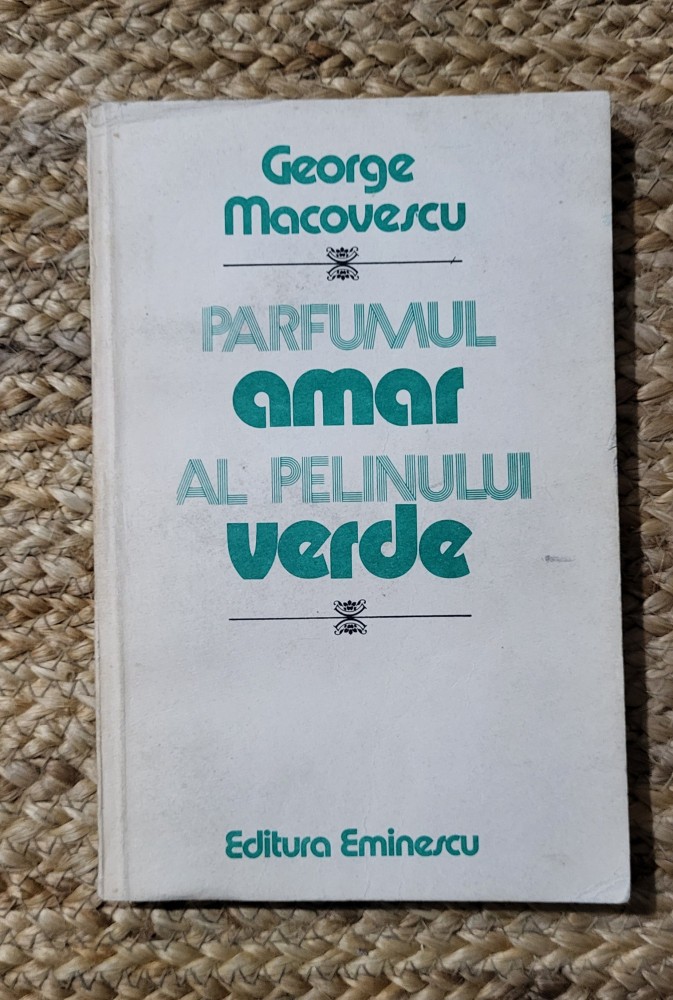 George
Macovescu
PARFUMUL
amar
AL PELINULUI
verde
Editura Eminescu